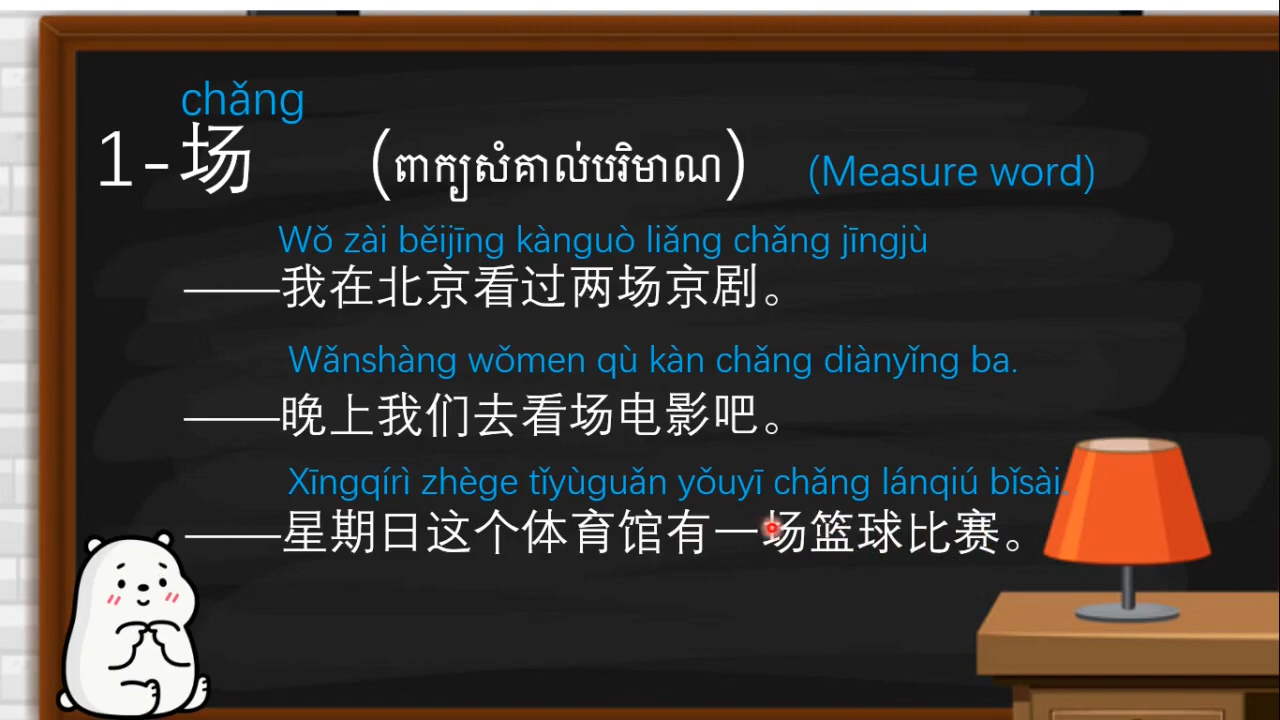 chǎng
1-场 (ពាក្យសំគាល់បរិមាណ) (Measure word)
Wǒ zài běijīng kànguò liǎng chǎng jīngjù
——我在北京看过两场京剧。
Wǎnshàng wǒmen qù kàn chǎng diànyǐng ba.
——晚上我们去看场电影吧。
Xīngqírì zhège tǐyùguǎn yǒuyī chǎng lánqiú bǐsài.
——星期日这个体育馆有一场篮球比赛。